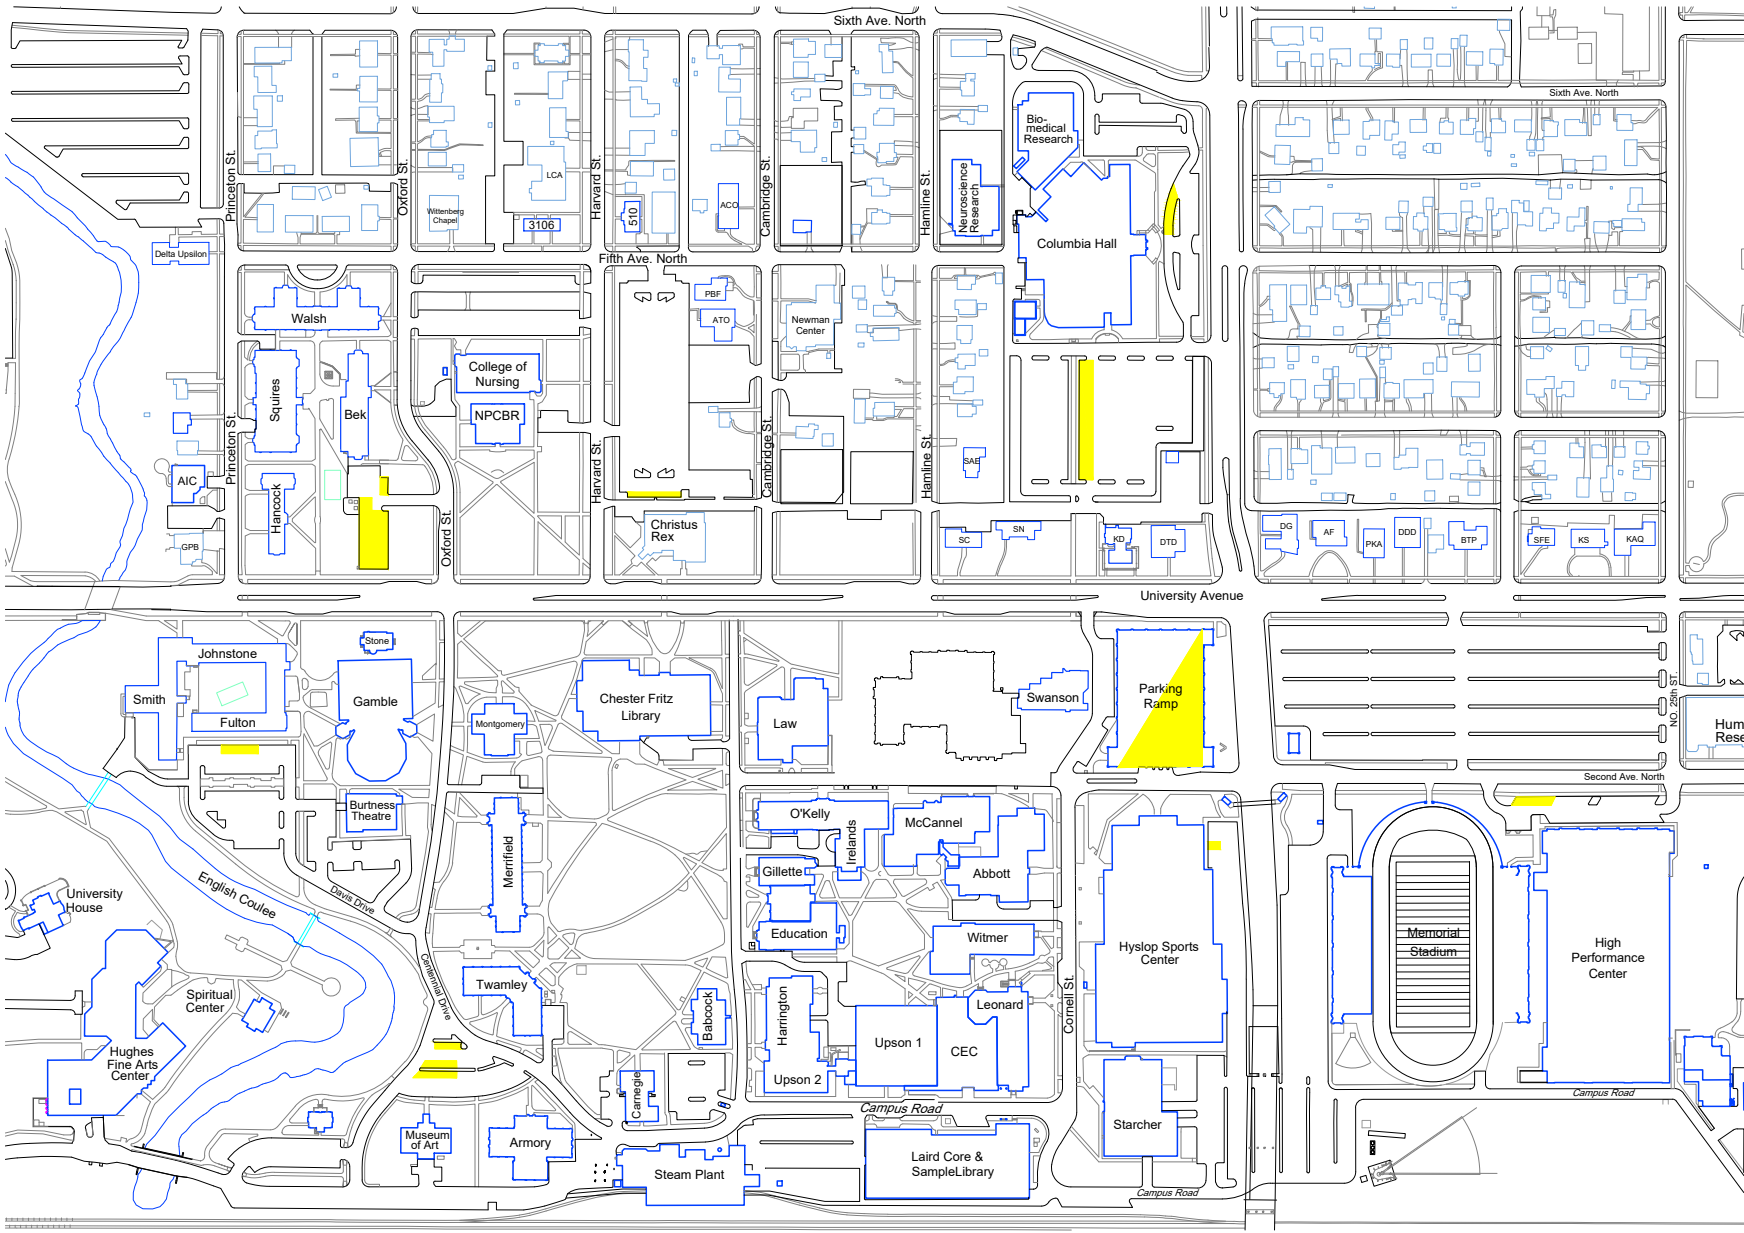 Sixth Ave. North
Sixth Ave. North
Bio-
medical
Research
Princeton St.
Oxford St.
Harvard St.
Cambridge St.
Hamline St.
LCA
Wittenberg
Chapel
3106
510
ACO
Neuroscience
Research
Columbia Hall
Delta Upsilon
Fifth Ave. North
PBF
ATO
Walsh
Newman
Center
College of
Nursing
Squires
Bek
NPCBR
Princeton St.
Harvard St.
Cambridge St.
Hamline St.
SAE
AIC
Hancock
Oxford St.
Christus
Rex
GPB
SC
SN
KD
DTD
DG
AF
PKA
DDD
BTP
SFE
KS
KAQ
University Avenue
Stone
Johnstone
Smith
Gamble
Fulton
Montgomery
Chester Fritz
Library
Law
Swanson
Parking
Ramp
NO. 25th ST.
Hum
Rese
Second Ave. North
Burtness
Theatre
Merrifield
O'Kelly
Irelands
McCannel
Gillette
Abbott
University
House
English Coulee
Davis Drive
Education
Witmer
Hyslop Sports
Center
Memorial
Stadium
High
Performance
Center
Centennial Drive
Twamley
Spiritual
Center
Babcock
Harrington
Leonard
Cornell St.
Upson 1
CEC
Hughes
Fine Arts
Center
Upson 2
Carnegie
Campus Road
Campus Road
Museum
of Art
Armory
Starcher
Steam Plant
Laird Core &
SampleLibrary
Campus Road